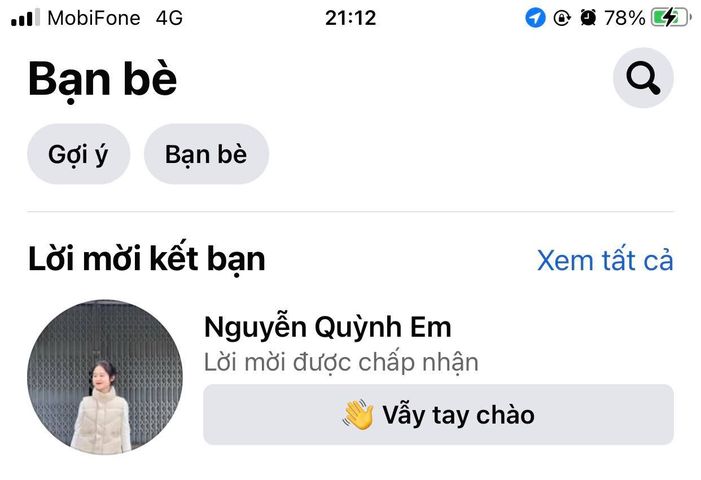 MobiFone 4G 21:12 78%
Bạn bè
Gợi ý Bạn bè
Lời mời kết bạn Xem tất cả
Nguyễn Quỳnh Em
Lời mời được chấp nhận
👋 Vẫy tay chào